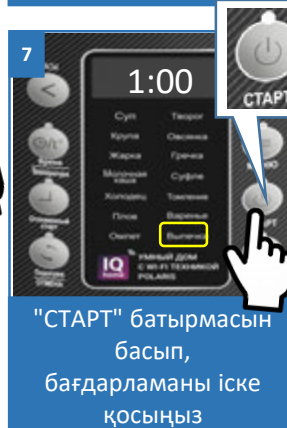 7
1:00
СТАРТ
Суп Творог
Крупа Овсянка
Жарка Гречка
Молочная каша Суфле
Холодец Томление
Плов Варенье
Омлет Выпечка
IQ home
УМНЫЙ ДОМ
С WI-FI ТЕХНИКОЙ
POLARIS
"СТАРТ" батырмасын
басып,
бағдарламаны іске
қосыңыз